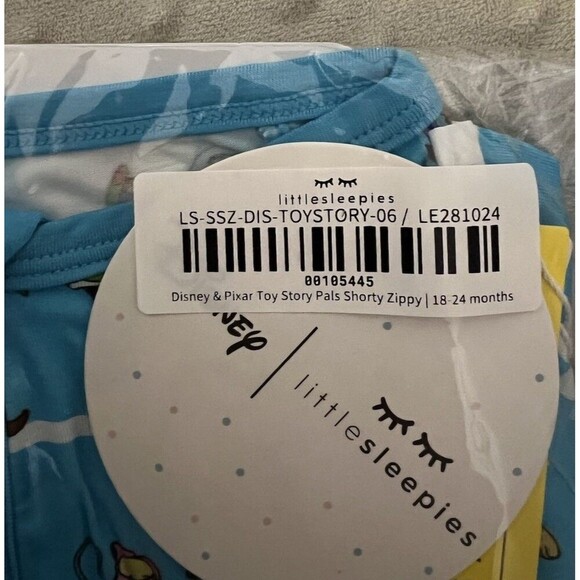 littlesleepies
LS-SSZ-DIS-TOYSTORY-06 / LE281024
00105445
Disney & Pixar Toy Story Pals Shorty Zippy | 18-24 months
littlesleepies